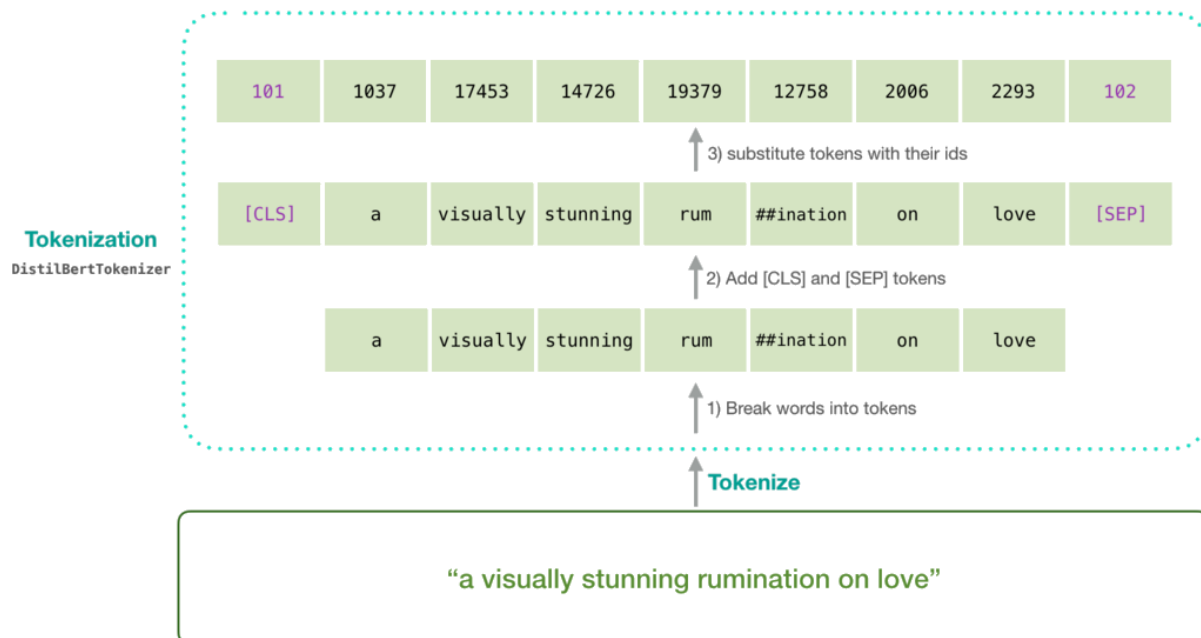 101 1037 17453 14726 19379 12758 2006 2293 102
3) substitute tokens with their ids
[CLS] a visually stunning rum ##ination on love [SEP]
Tokenization
DistilBertTokenizer
2) Add [CLS] and [SEP] tokens
a visually stunning rum ##ination on love
1) Break words into tokens
Tokenize
“a visually stunning rumination on love”